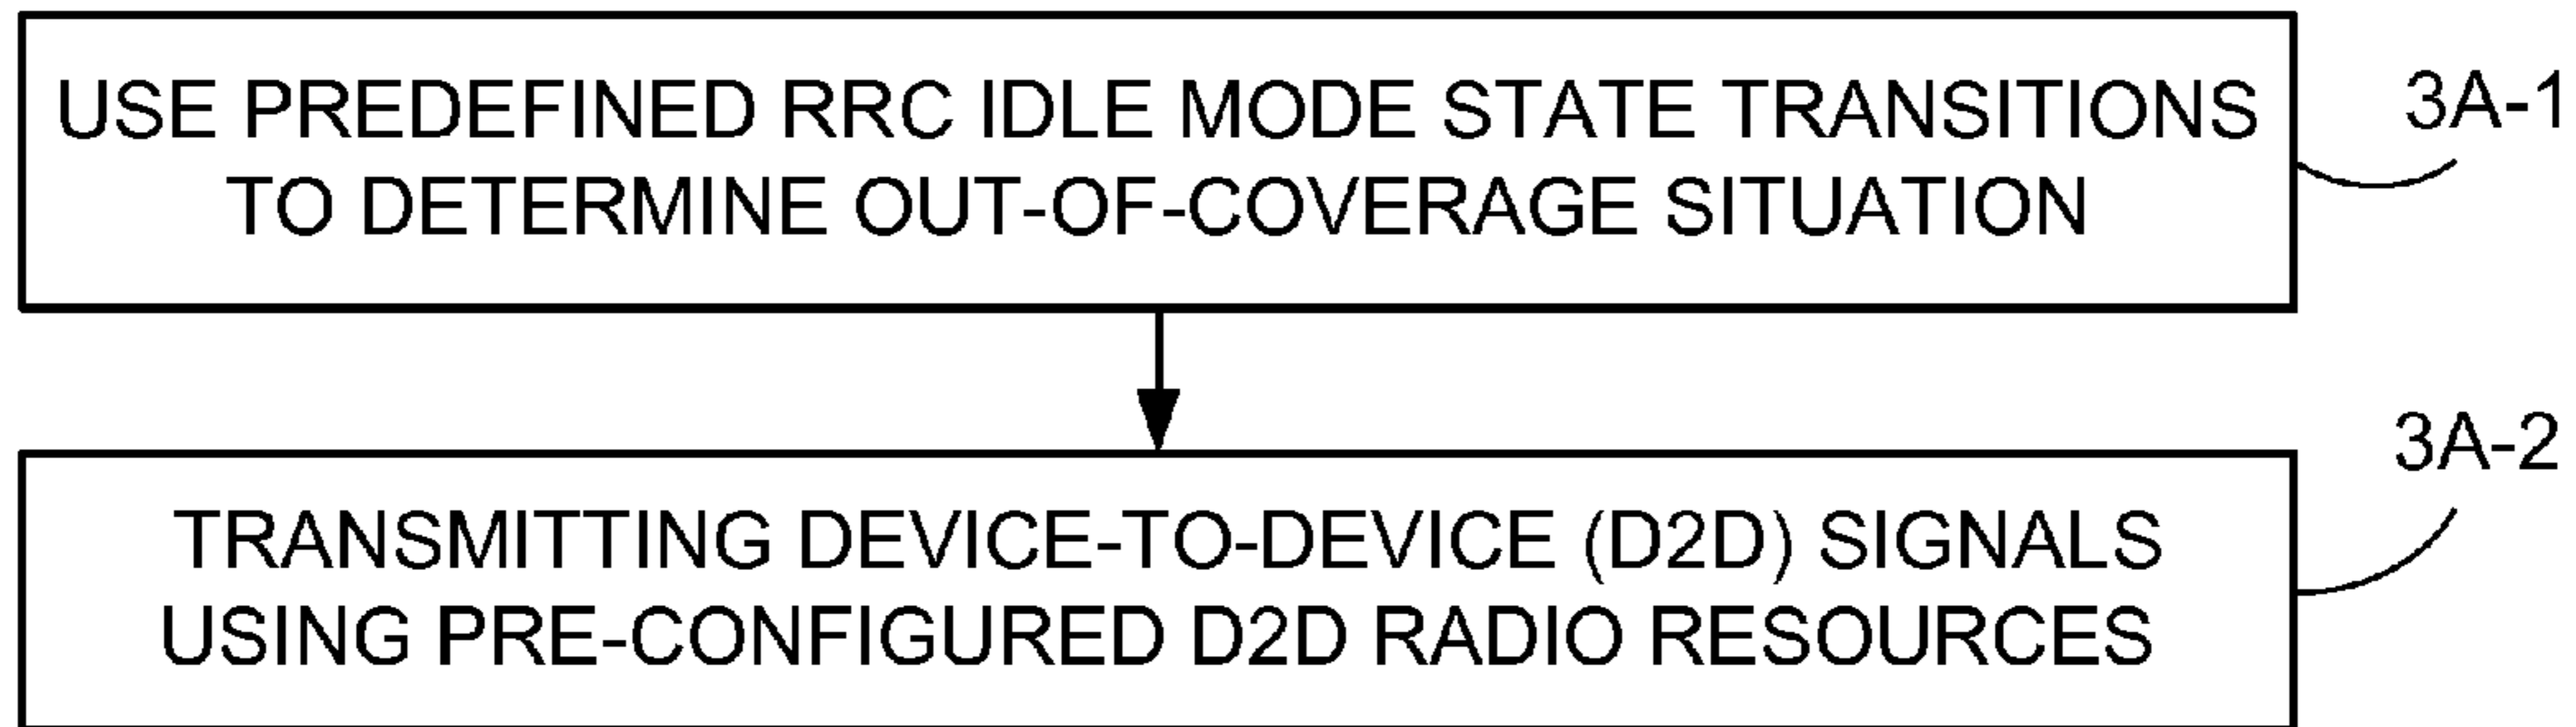 USE PREDEFINED RRC IDLE MODE STATE TRANSITIONS
TO DETERMINE OUT-OF-COVERAGE SITUATION
3A-1
TRANSMITTING DEVICE-TO-DEVICE (D2D) SIGNALS
USING PRE-CONFIGURED D2D RADIO RESOURCES
3A-2